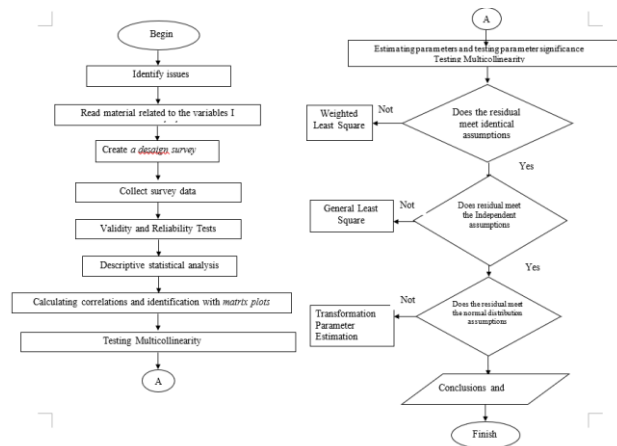 Begin
Identify issues
Read material related to the variables I
Create a desaign survey
Collect survey data
Validity and Reliability Tests
Descriptive statistical analysis
Calculating correlations and identification with matrix plots
Testing Multicollinearity
A
A
Estimating parameters and testing parameter significance
Testing Multicollinearity
Does the residual
meet identical
assumptions
Not
Weighted
Least Square
Yes
Does residual meet
the Independent
assumptions
Not
General Least
Square
Yes
Does the residual meet
the normal distribution
assumptions
Not
Transformation
Parameter
Estimation
Conclusions and
Finish